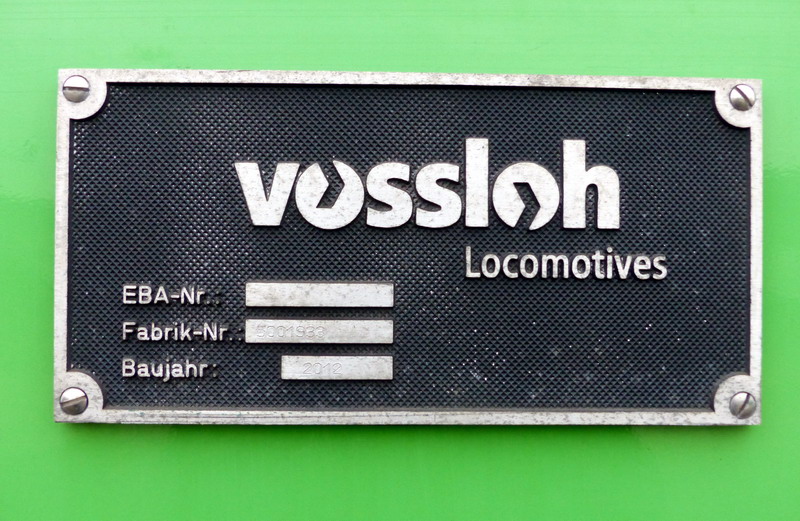 vossloh
Locomotives
EBA-Nr.:
Fabrik-Nr.: 5001933
Baujahr: 2012